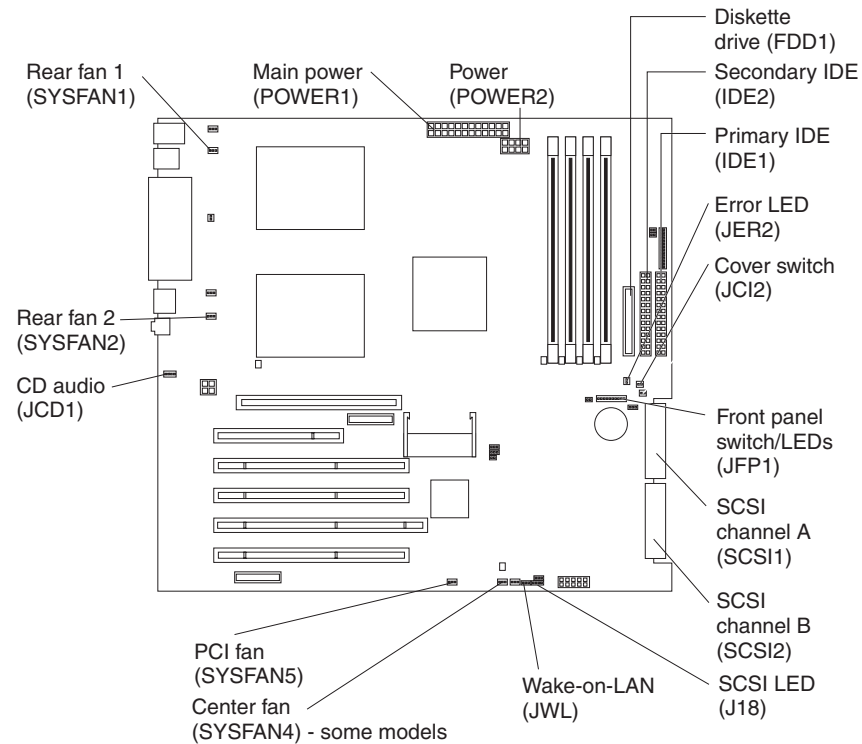 Diskette
drive (FDD1)
Rear fan 1
(SYSFAN1)
Main power
(POWER1)
Power
(POWER2)
Secondary IDE
(IDE2)
Primary IDE
(IDE1)
Error LED
(JER2)
Cover switch
(JCI2)
Rear fan 2
(SYSFAN2)
CD audio
(JCD1)
Front panel
switch/LEDs
(JFP1)
SCSI
channel A
(SCSI1)
SCSI
channel B
(SCSI2)
PCI fan
(SYSFAN5)
Center fan
(SYSFAN4) - some models
Wake-on-LAN
(JWL)
SCSI LED
(J18)